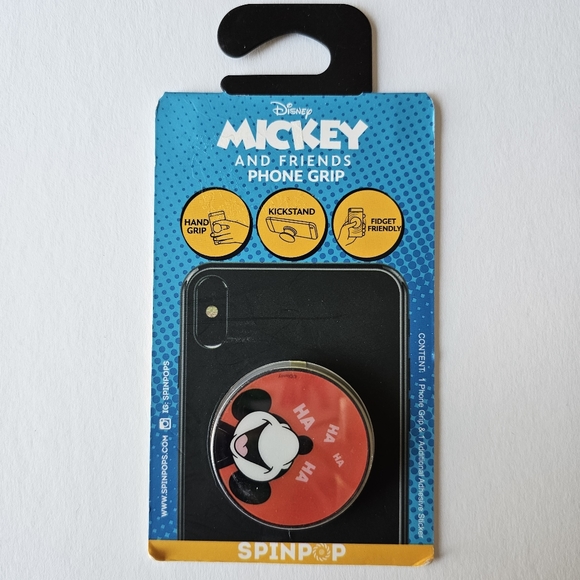 Disney
MICKEY
AND FRIENDS
PHONE GRIP
HAND
GRIP
KICKSTAND
FIDGET
FRIENDLY
HA
HA
HA
HA
WWW.SPINPOPS.COM IG: SPINPOPS
CONTENT: 1 Phone Grip & 1 Additional Adhesive Sticker
SPINPOP